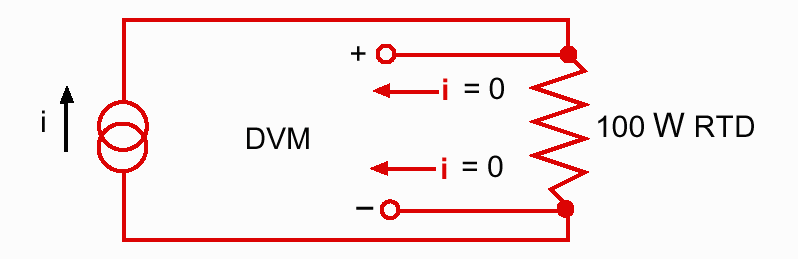 +
i = 0
i
DVM
100 W RTD
i = 0
−